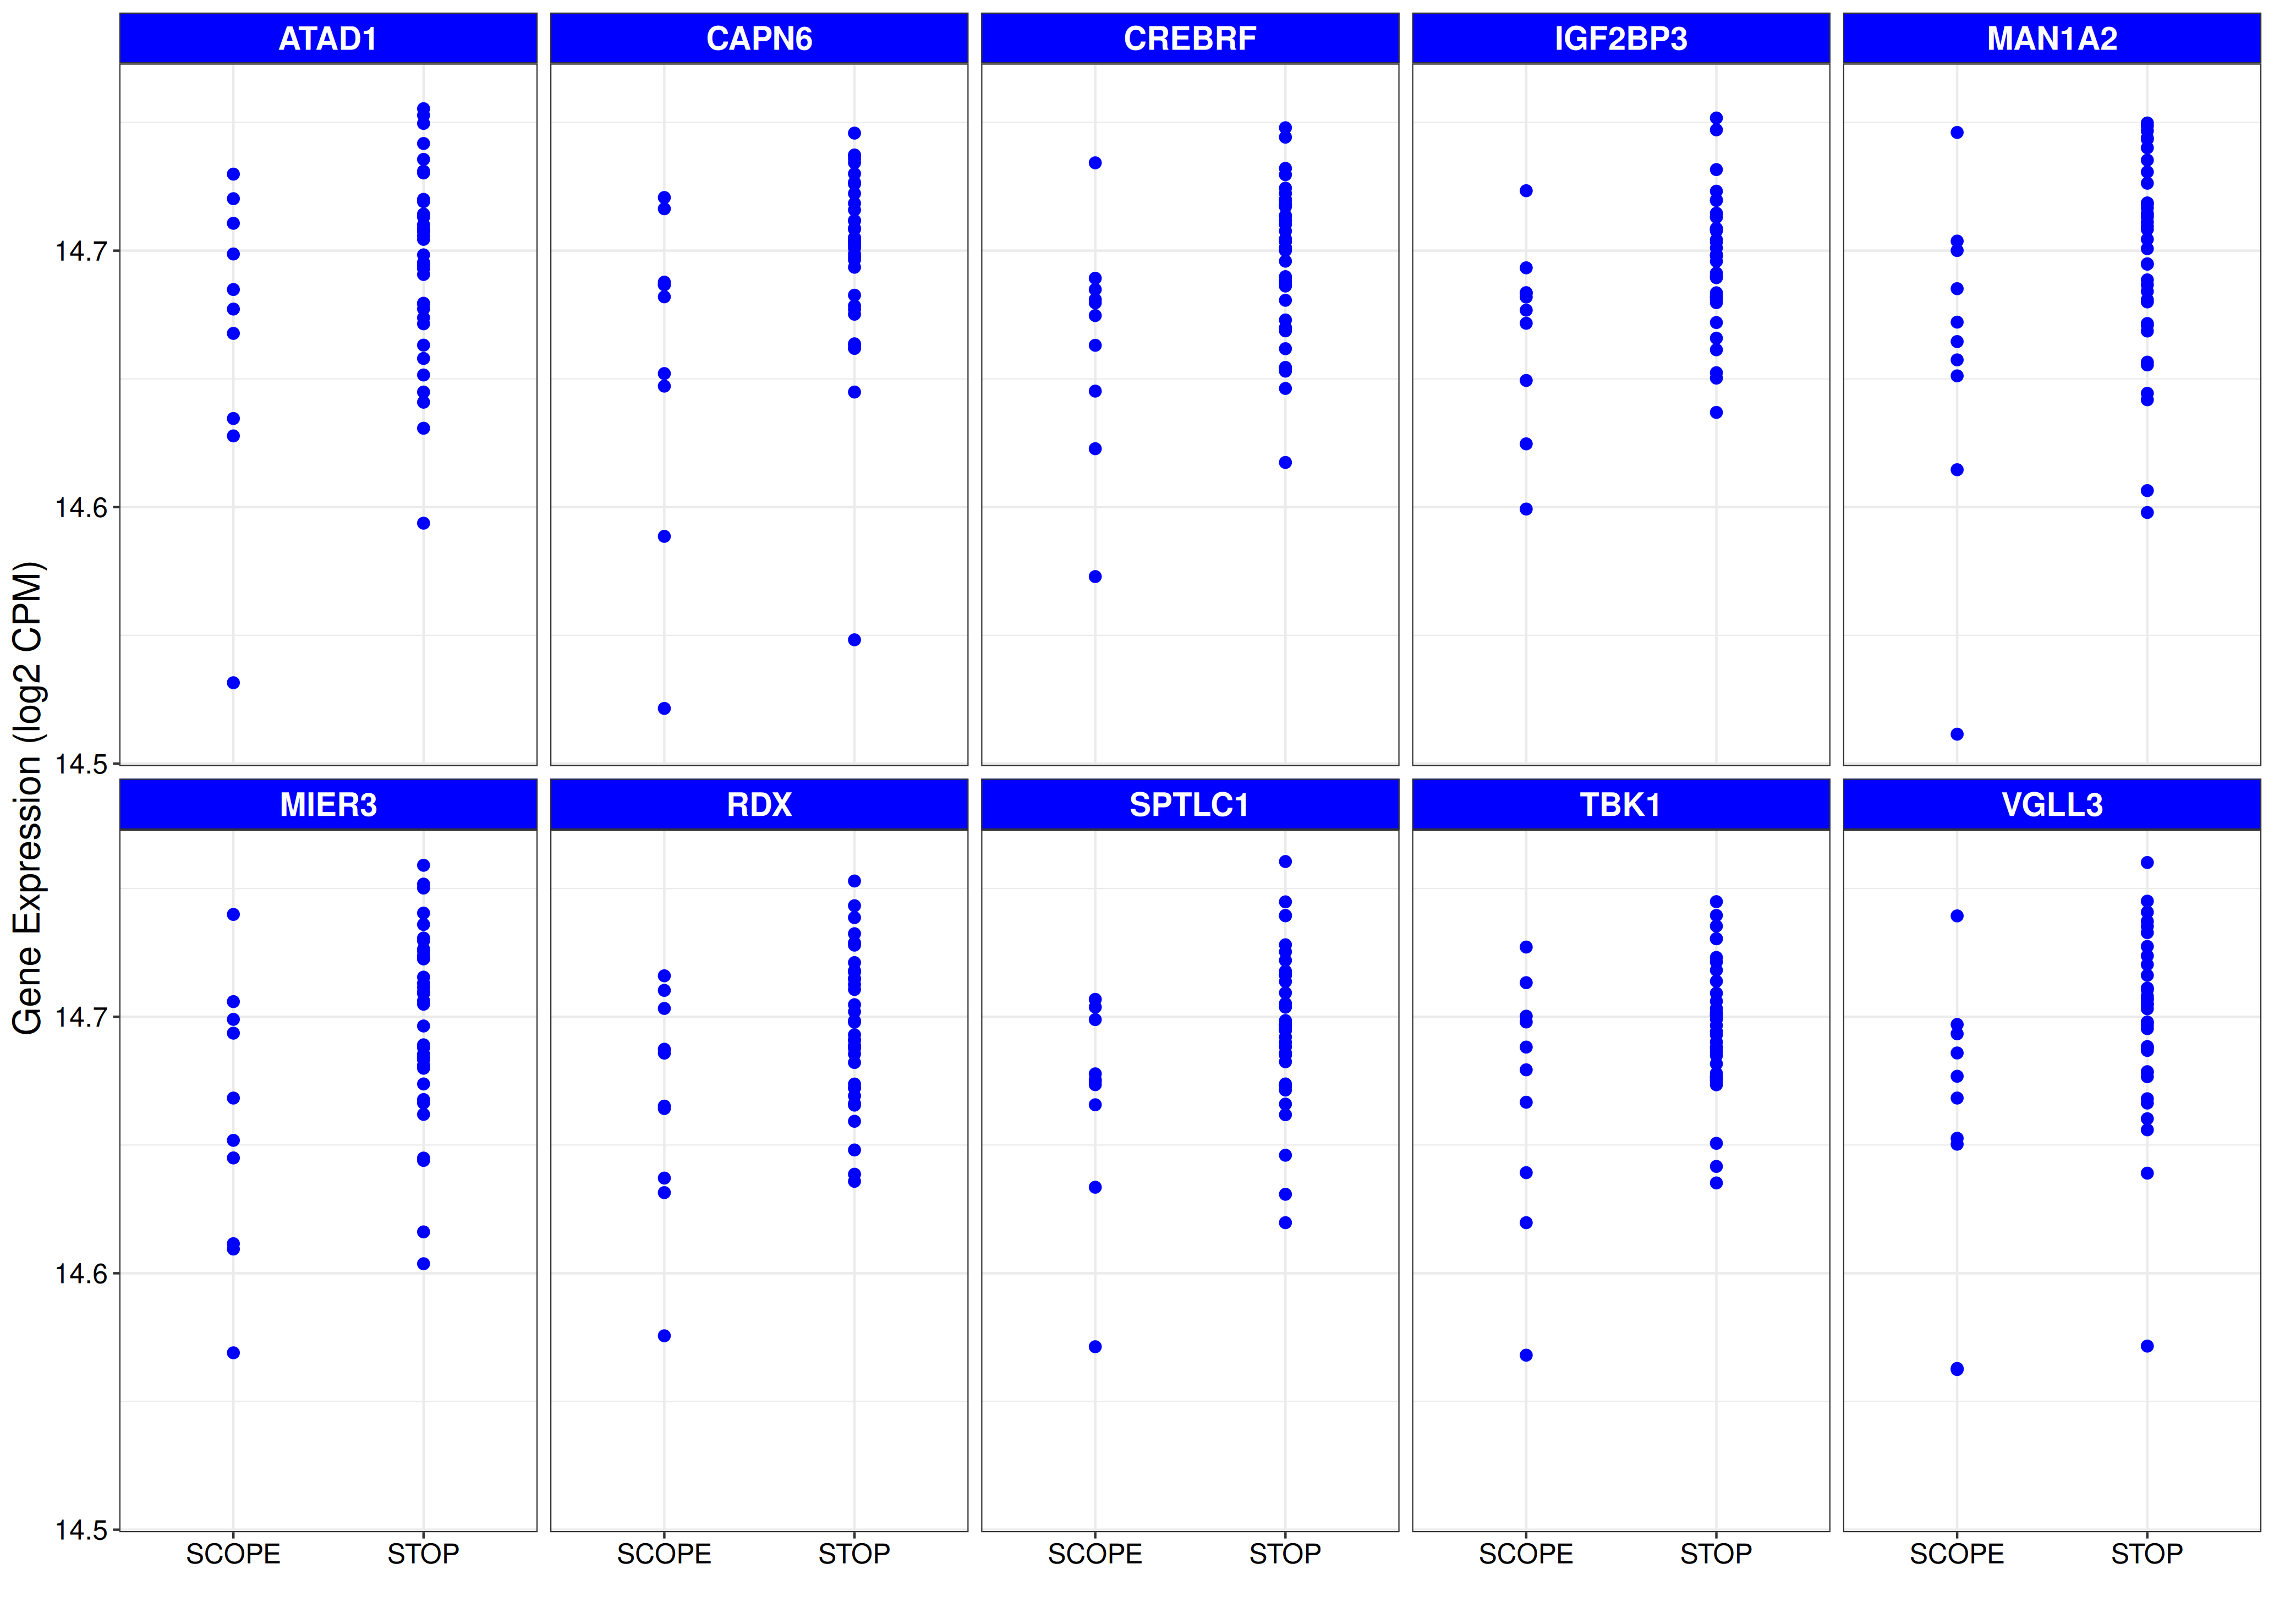 ATAD1 CAPN6 CREBRF IGF2BP3 MAN1A2
14.7
14.6
14.5
Gene Expression (log2 CPM)
MIER3 RDX SPTLC1 TBK1 VGLL3
14.7
14.6
14.5
SCOPE STOP SCOPE STOP SCOPE STOP SCOPE STOP SCOPE STOP